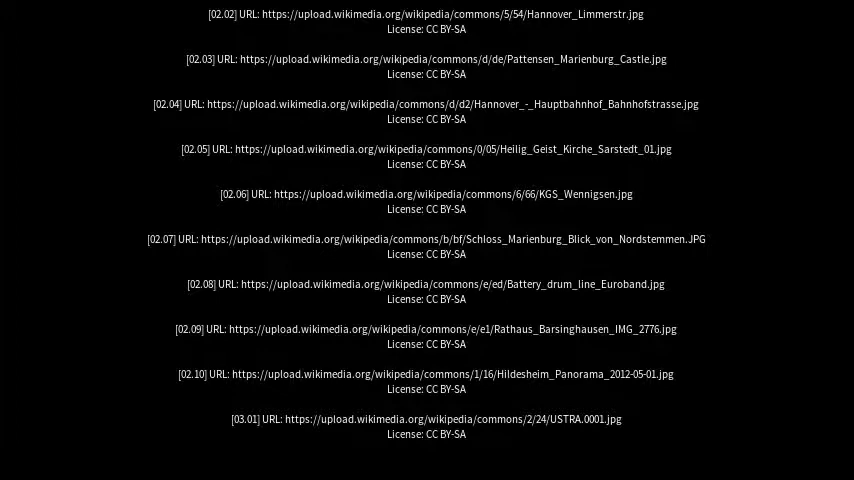 [02.02] URL: https://upload.wikimedia.org/wikipedia/commons/5/54/Hannover_Limmerstr.jpg
License: CC BY-SA
[02.03] URL: https://upload.wikimedia.org/wikipedia/commons/d/de/Pattensen_Marienburg_Castle.jpg
License: CC BY-SA
[02.04] URL: https://upload.wikimedia.org/wikipedia/commons/d/d2/Hannover_-_Hauptbahnhof_Bahnhofstrasse.jpg
License: CC BY-SA
[02.05] URL: https://upload.wikimedia.org/wikipedia/commons/0/05/Heilig_Geist_Kirche_Sarstedt_01.jpg
License: CC BY-SA
[02.06] URL: https://upload.wikimedia.org/wikipedia/commons/6/66/KGS_Wennigsen.jpg
License: CC BY-SA
[02.07] URL: https://upload.wikimedia.org/wikipedia/commons/b/bf/Schloss_Marienburg_Blick_von_Nordstemmen.JPG
License: CC BY-SA
[02.08] URL: https://upload.wikimedia.org/wikipedia/commons/e/ed/Battery_drum_line_Euroband.jpg
License: CC BY-SA
[02.09] URL: https://upload.wikimedia.org/wikipedia/commons/e/e1/Rathaus_Barsinghausen_IMG_2776.jpg
License: CC BY-SA
[02.10] URL: https://upload.wikimedia.org/wikipedia/commons/1/16/Hildesheim_Panorama_2012-05-01.jpg
License: CC BY-SA
[03.01] URL: https://upload.wikimedia.org/wikipedia/commons/2/24/USTRA.0001.jpg
License: CC BY-SA